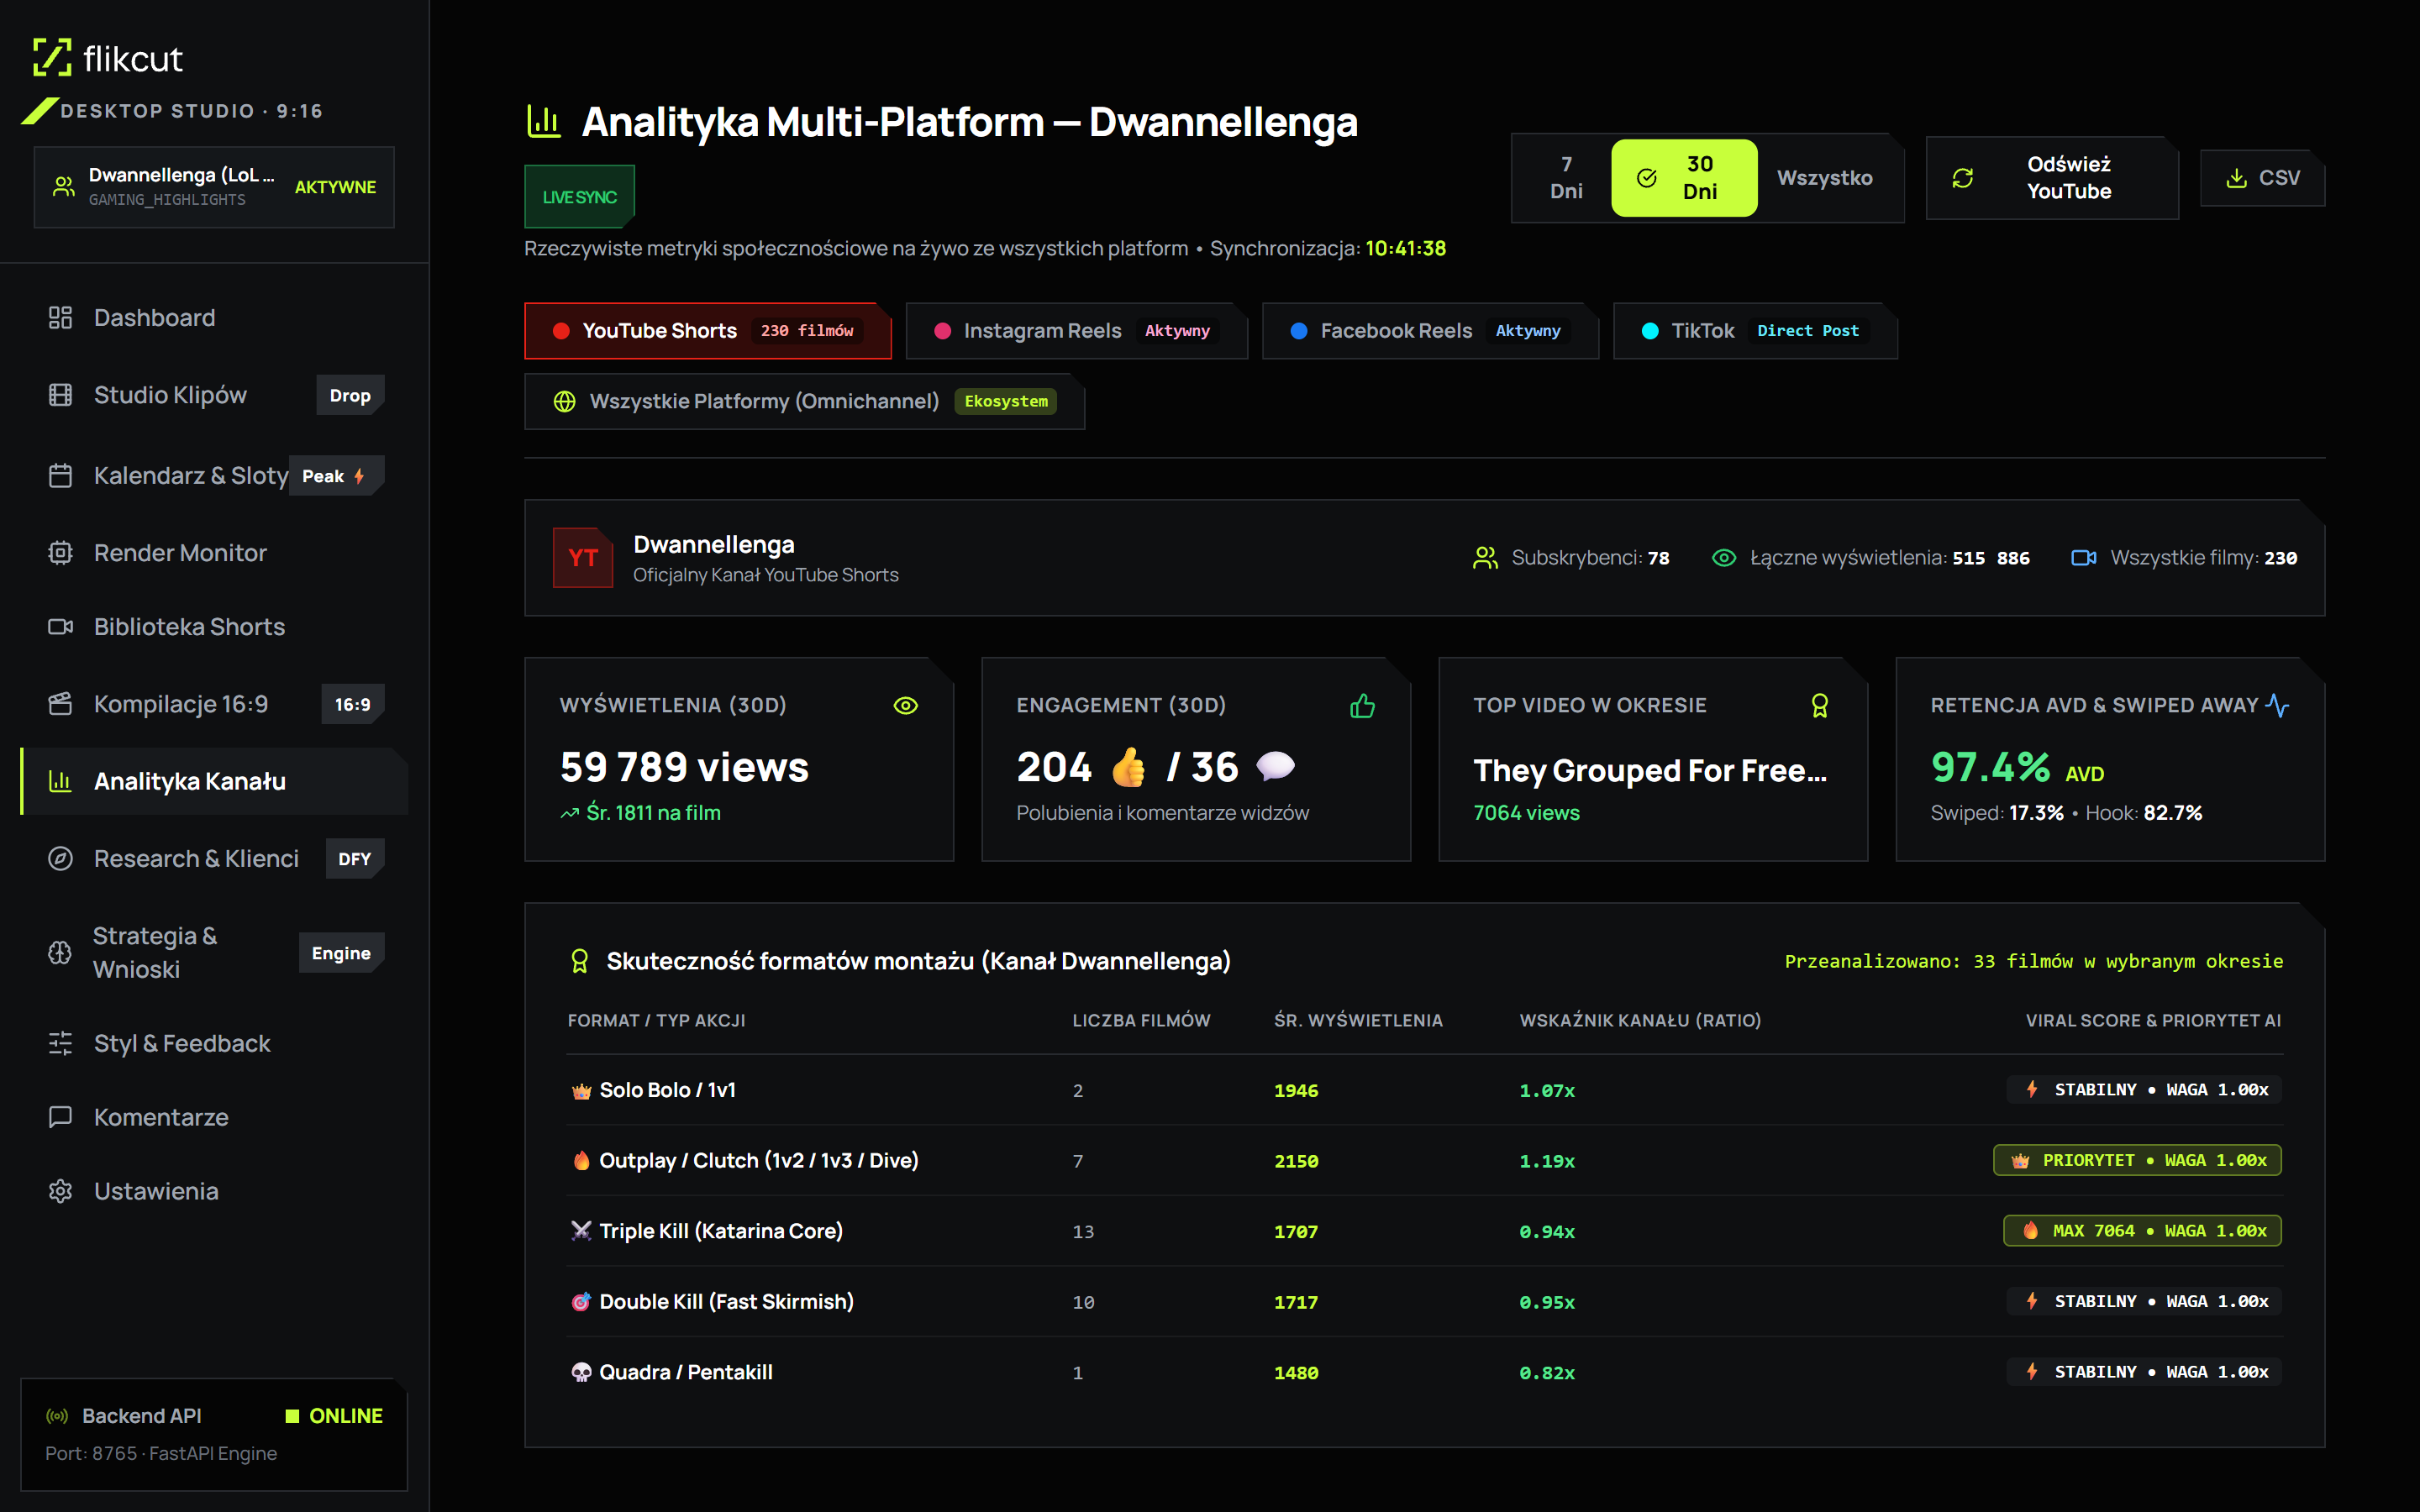 flikcut
DESKTOP STUDIO · 9:16
Dwannellenga (LoL ...
GAMING_HIGHLIGHTS
AKTYWNE
Dashboard
Studio Klipów
Drop
Kalendarz & Sloty
Peak
Render Monitor
Biblioteka Shorts
Kompilacje 16:9
16:9
Analityka Kanału
Research & Klienci
DFY
Strategia &
Wnioski
Engine
Styl & Feedback
Komentarze
Ustawienia
Backend API
ONLINE
Port: 8765 · FastAPI Engine
Analityka Multi-Platform — Dwannellenga
LIVE SYNC
Rzeczywiste metryki społecznościowe na żywo ze wszystkich platform • Synchronizacja: 10:41:38
7
Dni
30
Dni
Wszystko
Odśwież
YouTube
CSV
YouTube Shorts 230 filmów
Instagram Reels Aktywny
Facebook Reels Aktywny
TikTok Direct Post
Wszystkie Platformy (Omnichannel) Ekosystem
YT
Dwannellenga
Oficjalny Kanał YouTube Shorts
Subskrybenci: 78
Łączne wyświetlenia: 515 886
Wszystkie filmy: 230
WYŚWIETLENIA (30D)
59 789 views
Śr. 1811 na film
ENGAGEMENT (30D)
204 👍 / 36 💬
Polubienia i komentarze widzów
TOP VIDEO W OKRESIE
They Grouped For Free...
7064 views
RETENCJA AVD & SWIPED AWAY
97.4% AVD
Swiped: 17.3% • Hook: 82.7%
Skuteczność formatów montażu (Kanał Dwannellenga)
Przeanalizowano: 33 filmów w wybranym okresie
FORMAT / TYP AKCJI LICZBA FILMÓW ŚR. WYŚWIETLENIA WSKAŹNIK KANAŁU (RATIO) VIRAL SCORE & PRIORYTET AI
Solo Bolo / 1v1 2 1946 1.07x STABILNY • WAGA 1.00x
Outplay / Clutch (1v2 / 1v3 / Dive) 7 2150 1.19x PRIORYTET • WAGA 1.00x
Triple Kill (Katarina Core) 13 1707 0.94x MAX 7064 • WAGA 1.00x
Double Kill (Fast Skirmish) 10 1717 0.95x STABILNY • WAGA 1.00x
Quadra / Pentakill 1 1480 0.82x STABILNY • WAGA 1.00x